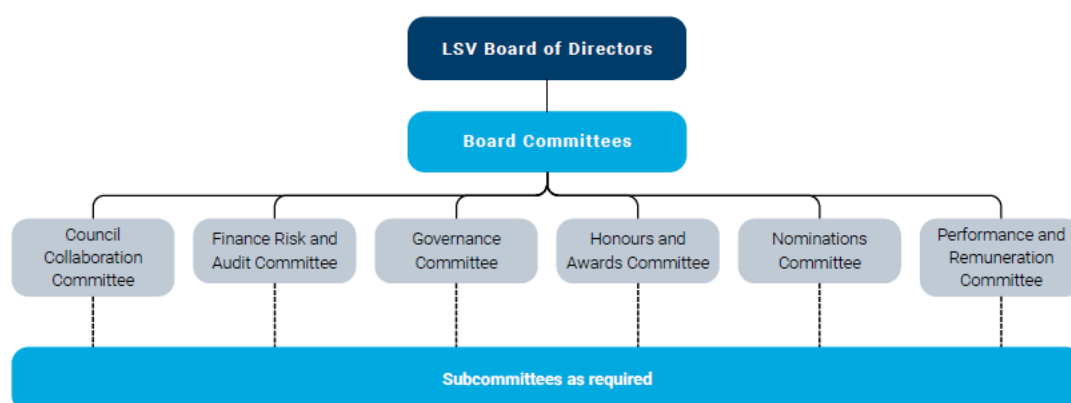 LSV Board of Directors
Board Committees
Council
Collaboration
Committee
Finance Risk and
Audit Committee
Governance
Committee
Honours and
Awards Committee
Nominations
Committee
Performance and
Remuneration
Committee
Subcommittees as required